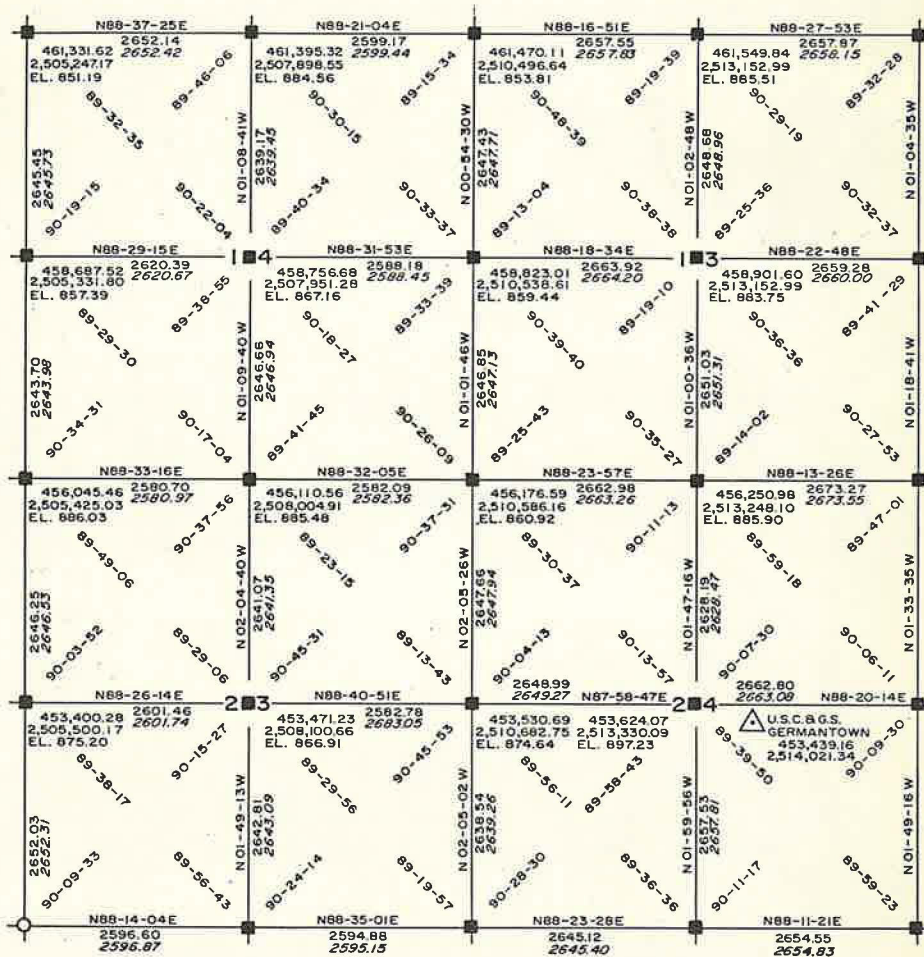 N88-37-25E N88-21-04E N88-16-51E N88-27-53E
2652.14 2599.17 2657.55 2657.87
2652.42 2599.44 2657.83 2658.15
461,331.62 461,395.32 461,470.11 461,549.84
2,505,247.17 2,507,898.55 2,510,496.64 2,513,152.99
EL. 851.19 EL. 884.56 EL. 853.81 EL. 885.51
89-46-06 89-15-34 89-19-39 89-32-28
89-32-35 90-30-15 90-48-39 90-29-19
2645.45 N 01-08-41W 2639.17 N 00-54-30W 2647.43 N 01-02-48W 2648.68 N 01-04-35W
2645.73 2639.45 2647.71 2648.96
90-19-15 90-22-04 89-40-34 90-33-37 89-13-04 90-38-38 89-25-36 90-32-37
N88-29-15E N88-31-53E N88-18-34E N88-22-48E
1 4 1 3
2620.39 2588.18 2663.92 2659.28
2620.67 2588.45 2664.20 2660.00
458,687.52 458,756.68 458,823.01 458,901.60
2,505,331.80 2,507,951.28 2,510,538.61 2,513,152.99
EL. 857.39 EL. 867.16 EL. 859.44 EL. 883.75
89-38-55 89-33-39 89-19-10 89-41-29
89-29-30 90-18-27 90-39-40 90-36-36
2643.70 N 01-09-40W 2646.66 N 01-01-46W 2646.85 N 01-00-36W 2651.03 N 01-18-41W
2643.98 2646.94 2647.13 2651.31
90-34-31 90-17-04 89-41-45 90-26-09 89-25-43 90-35-27 89-14-02 90-27-53
N88-33-16E N88-32-05E N88-23-57E N88-13-26E
2580.70 2582.09 2662.98 2673.27
2580.97 2582.36 2663.26 2673.55
456,045.46 456,110.56 456,176.59 456,250.98
2,505,425.03 2,508,004.91 2,510,586.16 2,513,248.10
EL. 886.03 EL. 885.48 EL. 860.92 EL. 885.90
90-37-56 90-37-31 90-11-13 89-47-01
89-49-06 89-23-15 89-30-37 89-59-18
2646.25 N 02-04-40W 2641.07 N 02-05-26W 2647.66 N 01-47-16W 2628.19 N 01-33-35W
2646.53 2641.35 2647.94 2628.47
90-03-52 89-29-06 90-45-31 89-13-43 90-04-13 90-13-57 90-07-30 90-06-11
N88-26-14E N88-40-51E 2648.99 N87-58-47E 2662.80 N88-20-14E
2 3 2649.27 2 4 2663.08
2601.46 2582.78
2601.74 2683.05
453,400.28 453,471.23 453,530.69 453,624.07
2,505,500.17 2,508,100.66 2,510,682.75 2,513,330.09
EL. 875.20 EL. 866.91 EL. 874.64 EL. 897.23
U.S.C.&G.S.
GERMANTOWN
453,439.16
2,514,021.34
90-15-27 90-45-53 89-58-43 90-09-30
89-38-17 89-29-56 89-56-11 89-39-50
2652.03 N 01-49-13W 2642.81 N 02-05-02W 2638.54 N 01-59-56W 2657.53 N 01-49-16W
2652.31 2643.09 2639.26 2657.81
90-09-33 89-56-43 90-24-14 89-19-57 90-28-30 89-36-36 90-11-17 89-59-23
N88-14-04E N88-35-01E N88-23-28E N88-11-21E
2596.60 2594.88 2645.12 2654.55
2596.87 2595.15 2645.40 2654.83